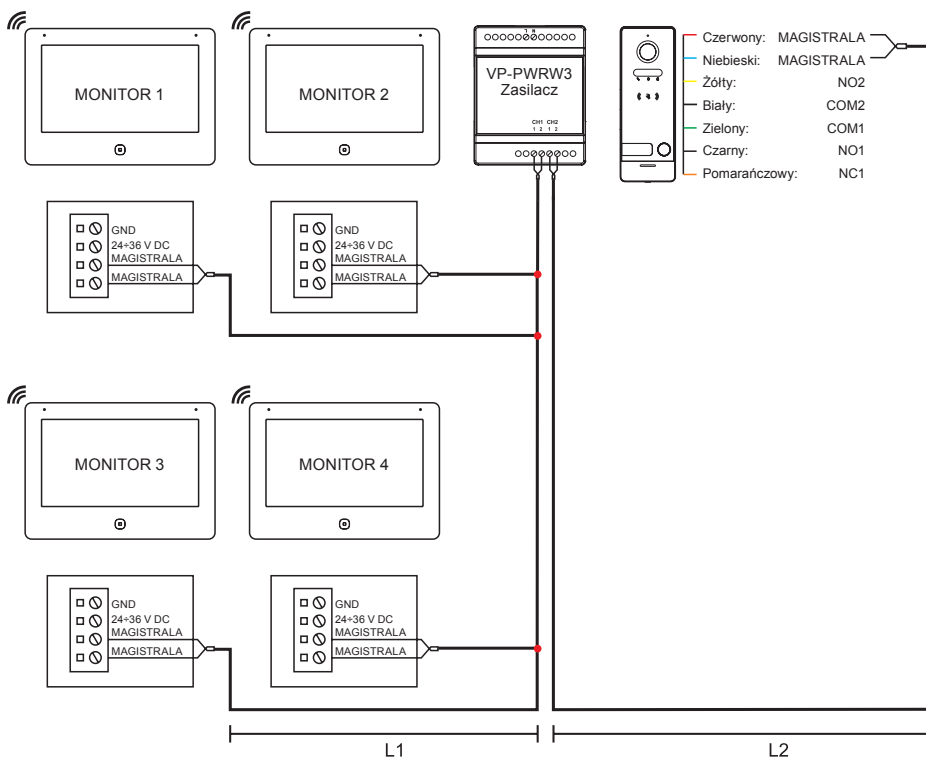 MONITOR 1
MONITOR 2
VP-PWRW3
Zasilacz
CH1 CH2
1 2 1 2
Czerwony: MAGISTRALA
Niebieski: MAGISTRALA
Żółty: NO2
Biały: COM2
Zielony: COM1
Czarny: NO1
Pomarańczowy: NC1
GND
24÷36 V DC
MAGISTRALA
MAGISTRALA
GND
24÷36 V DC
MAGISTRALA
MAGISTRALA
MONITOR 3
MONITOR 4
GND
24÷36 V DC
MAGISTRALA
MAGISTRALA
GND
24÷36 V DC
MAGISTRALA
MAGISTRALA
L1
L2